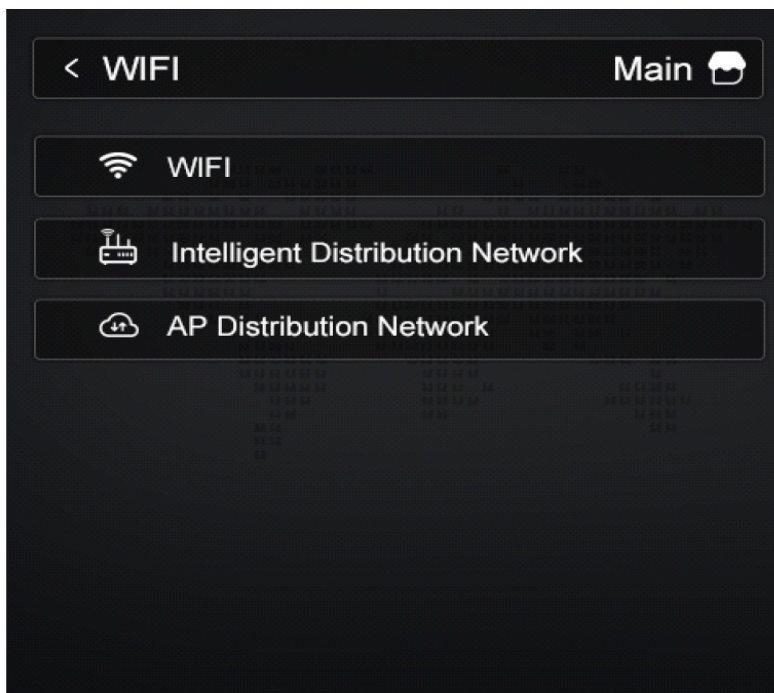 < WIFI
Main
WIFI
Intelligent Distribution Network
AP Distribution Network